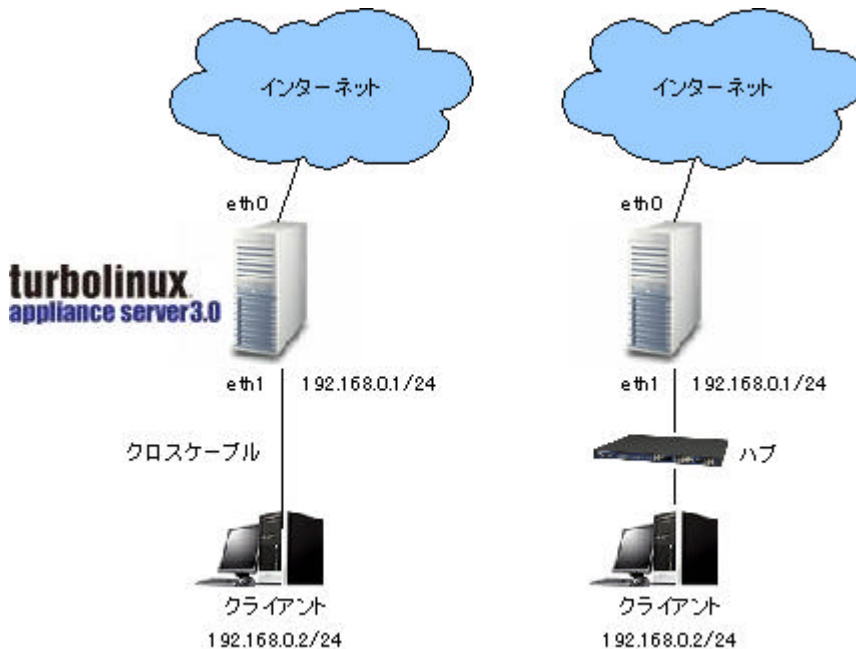 インターネット
eth0
turbolinux
appliance server3.0
eth1 192.168.0.1/24
クロスケーブル
クライアント
192.168.0.2/24
インターネット
eth0
eth1 192.168.0.1/24
ハブ
クライアント
192.168.0.2/24